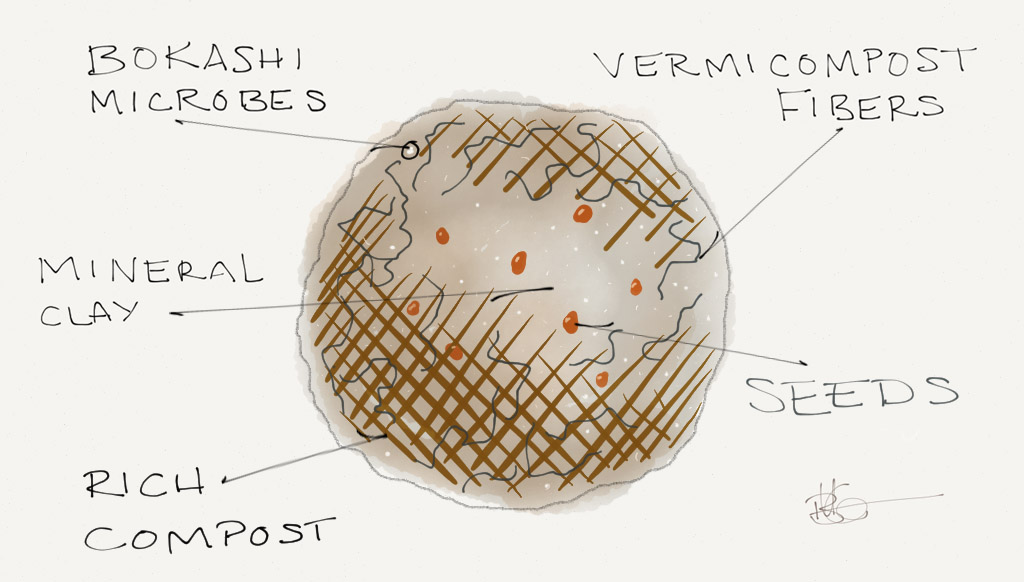 BOKASHI
MICROBES
VERMICOMPOST
FIBERS
MINERAL
CLAY
SEEDS
RICH
COMPOST